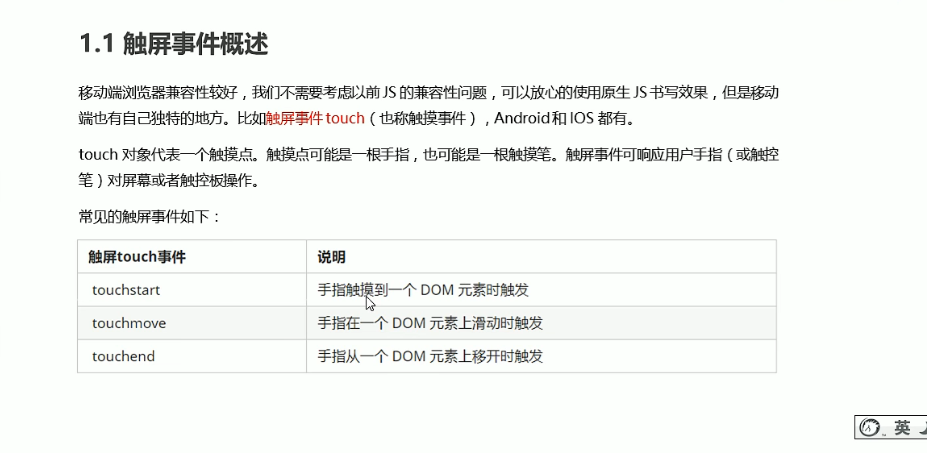 1.1 触屏事件概述
移动端浏览器兼容性较好，我们不需要考虑以前 JS 的兼容性问题，可以放心的使用原生 JS 书写效果，但是移动
端也有自己独特的地方。比如触屏事件 touch（也称触摸事件），Android 和 IOS 都有。
touch 对象代表一个触摸点。触摸点可能是一根手指，也可能是一根触摸笔。触屏事件可响应用户手指（或触控
笔）对屏幕或者触控板操作。
常见的触屏事件如下：
触屏touch事件 说明
touchstart 手指触摸到一个 DOM 元素时触发
touchmove 手指在一个 DOM 元素上滑动时触发
touchend 手指从一个 DOM 元素上移开时触发
英